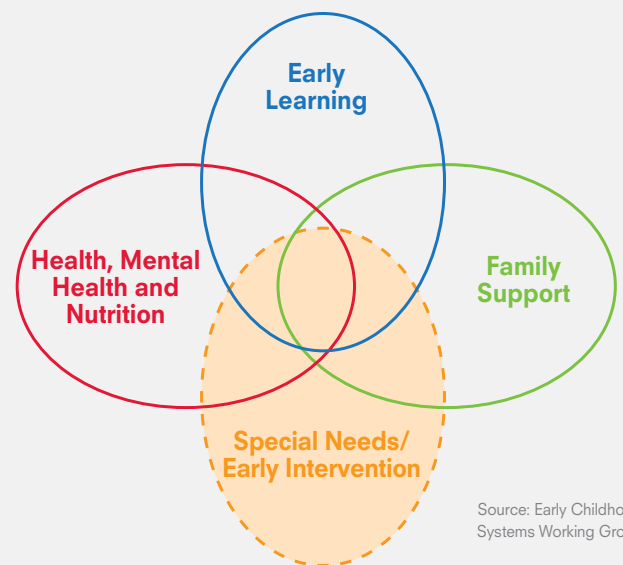 Early
Learning
Health, Mental
Health and
Nutrition
Family
Support
Special Needs/
Early Intervention
Source: Early
Systems Working